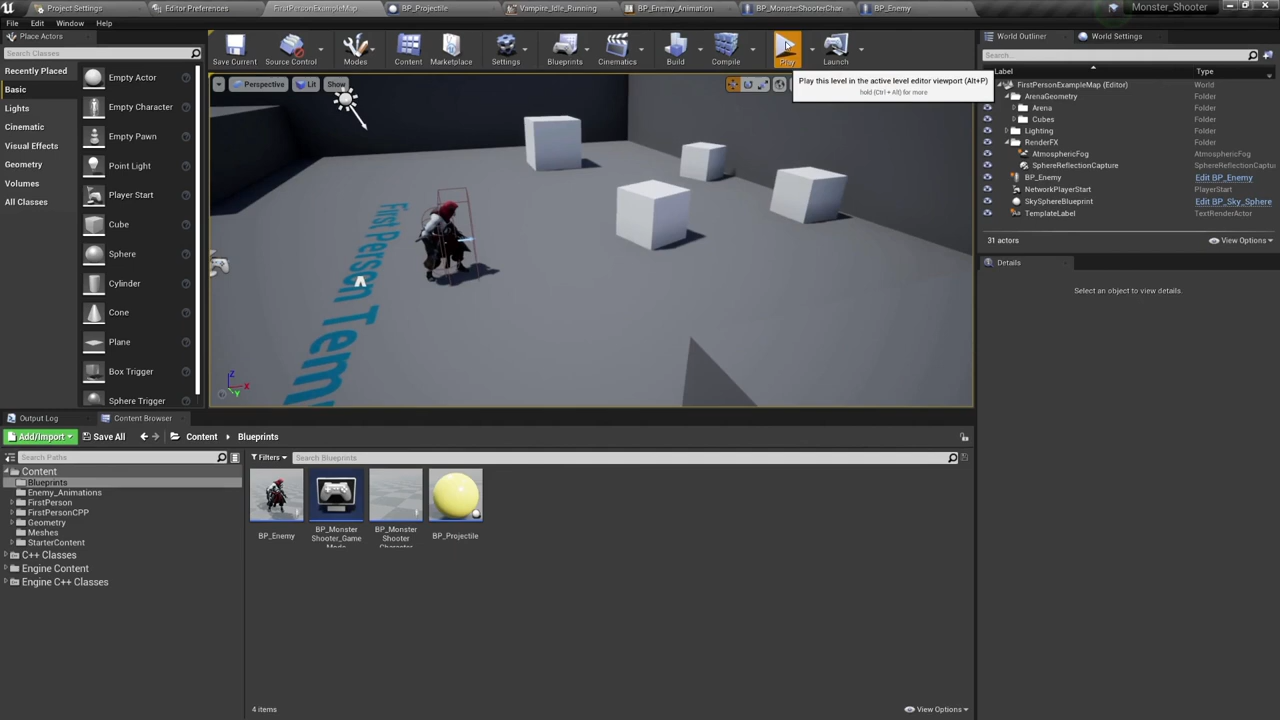 Project Settings
Editor Preferences
FirstPersonExampleMap
BP_Projectile
Vampire_Idle_Running
BP_Enemy_Animation
BP_MonsterShooterChar
BP_Enemy
Monster_Shooter
File Edit Window Help
Place Actors
Search Classes
Recently Placed
Basic
Lights
Cinematic
Visual Effects
Geometry
Volumes
All Classes
Empty Actor
Empty Character
Empty Pawn
Point Light
Player Start
Cube
Sphere
Cylinder
Cone
Plane
Box Trigger
Sphere Trigger
Save Current
Source Control
Modes
Content
Marketplace
Settings
Blueprints
Cinematics
Build
Compile
Play
Launch
Play this level in the active level editor viewport (Alt+P)
hold (Ctrl + Alt) for more
Perspective
Lit
Show
First Person Tem
Z
X
Y
World Outliner
World Settings
Search...
Label Type
FirstPersonExampleMap (Editor) World
ArenaGeometry Folder
Arena Folder
Cubes Folder
Lighting Folder
RenderFX Folder
AtmosphericFog AtmosphericFog
SphereReflectionCapture SphereReflectionCaptu
BP_Enemy Edit BP_Enemy
NetworkPlayerStart PlayerStart
SkySphereBlueprint Edit BP_Sky_Sphere
TemplateLabel TextRenderActor
31 actors
View Options
Details
Select an object to view details.
Output Log
Content Browser
Add/Import
Save All
Content
Blueprints
Search Paths
Filters
Search Blueprints
Content
Blueprints
Enemy_Animations
FirstPerson
FirstPersonCPP
Geometry
Meshes
StarterContent
C++ Classes
Engine Content
Engine C++ Classes
BP_Enemy
BP_Monster
Shooter_Game
Mode
BP_Monster
Shooter
Character
BP_Projectile
4 items
View Options